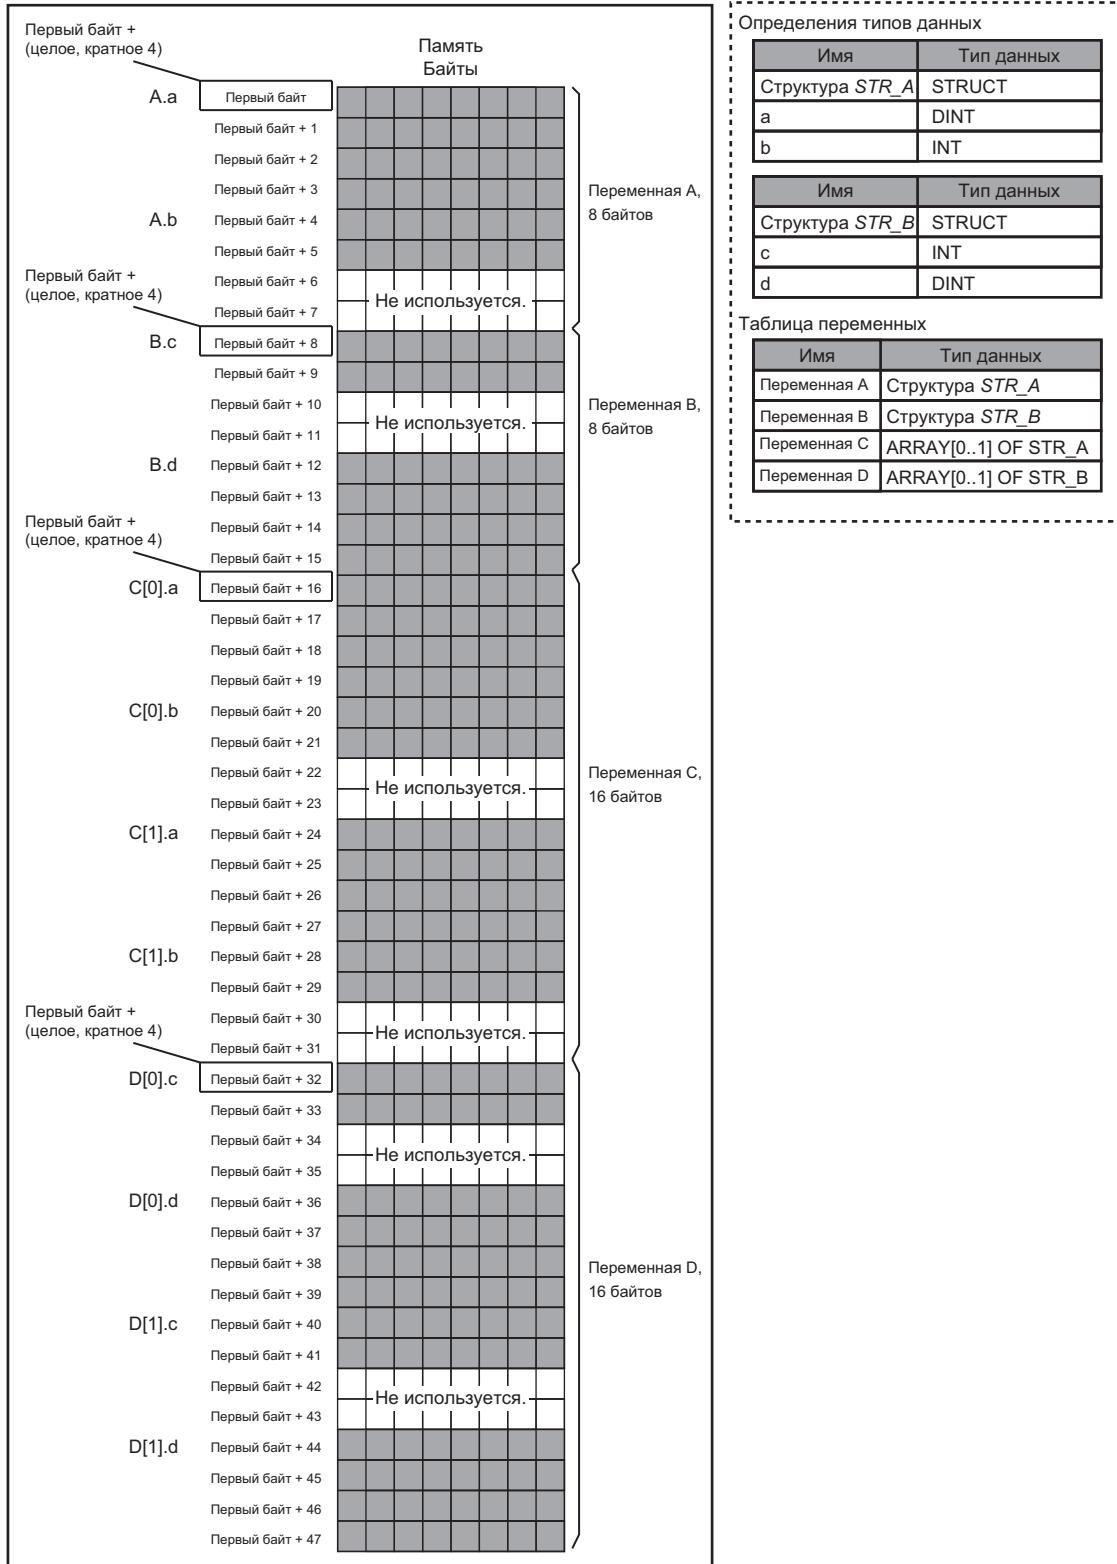 Первый байт +
(целое, кратное 4)
Память
Байты
A.a
Первый байт
Первый байт + 1
Первый байт + 2
Первый байт + 3
A.b
Первый байт + 4
Первый байт + 5
Переменная A,
8 байтов
Первый байт +
(целое, кратное 4)
Первый байт + 6
Не используется.
Первый байт + 7
B.c
Первый байт + 8
Первый байт + 9
Первый байт + 10
Не используется.
Первый байт + 11
Переменная B,
8 байтов
B.d
Первый байт + 12
Первый байт + 13
Первый байт +
(целое, кратное 4)
Первый байт + 14
Первый байт + 15
C[0].a
Первый байт + 16
Первый байт + 17
Первый байт + 18
Первый байт + 19
C[0].b
Первый байт + 20
Первый байт + 21
Первый байт + 22
Не используется.
Первый байт + 23
Переменная C,
16 байтов
C[1].a
Первый байт + 24
Первый байт + 25
Первый байт + 26
Первый байт + 27
C[1].b
Первый байт + 28
Первый байт + 29
Первый байт +
(целое, кратное 4)
Первый байт + 30
Не используется.
Первый байт + 31
D[0].c
Первый байт + 32
Первый байт + 33
Первый байт + 34
Не используется.
Первый байт + 35
D[0].d
Первый байт + 36
Первый байт + 37
Первый байт + 38
Первый байт + 39
Переменная D,
16 байтов
D[1].c
Первый байт + 40
Первый байт + 41
Первый байт + 42
Не используется.
Первый байт + 43
D[1].d
Первый байт + 44
Первый байт + 45
Первый байт + 46
Первый байт + 47
Определения типов данных
Имя Тип данных
Структура STR_A STRUCT
a DINT
b INT
Имя Тип данных
Структура STR_B STRUCT
c INT
d DINT
Таблица переменных
Имя Тип данных
Переменная A Структура STR_A
Переменная B Структура STR_B
Переменная C ARRAY[0..1] OF STR_A
Переменная D ARRAY[0..1] OF STR_B